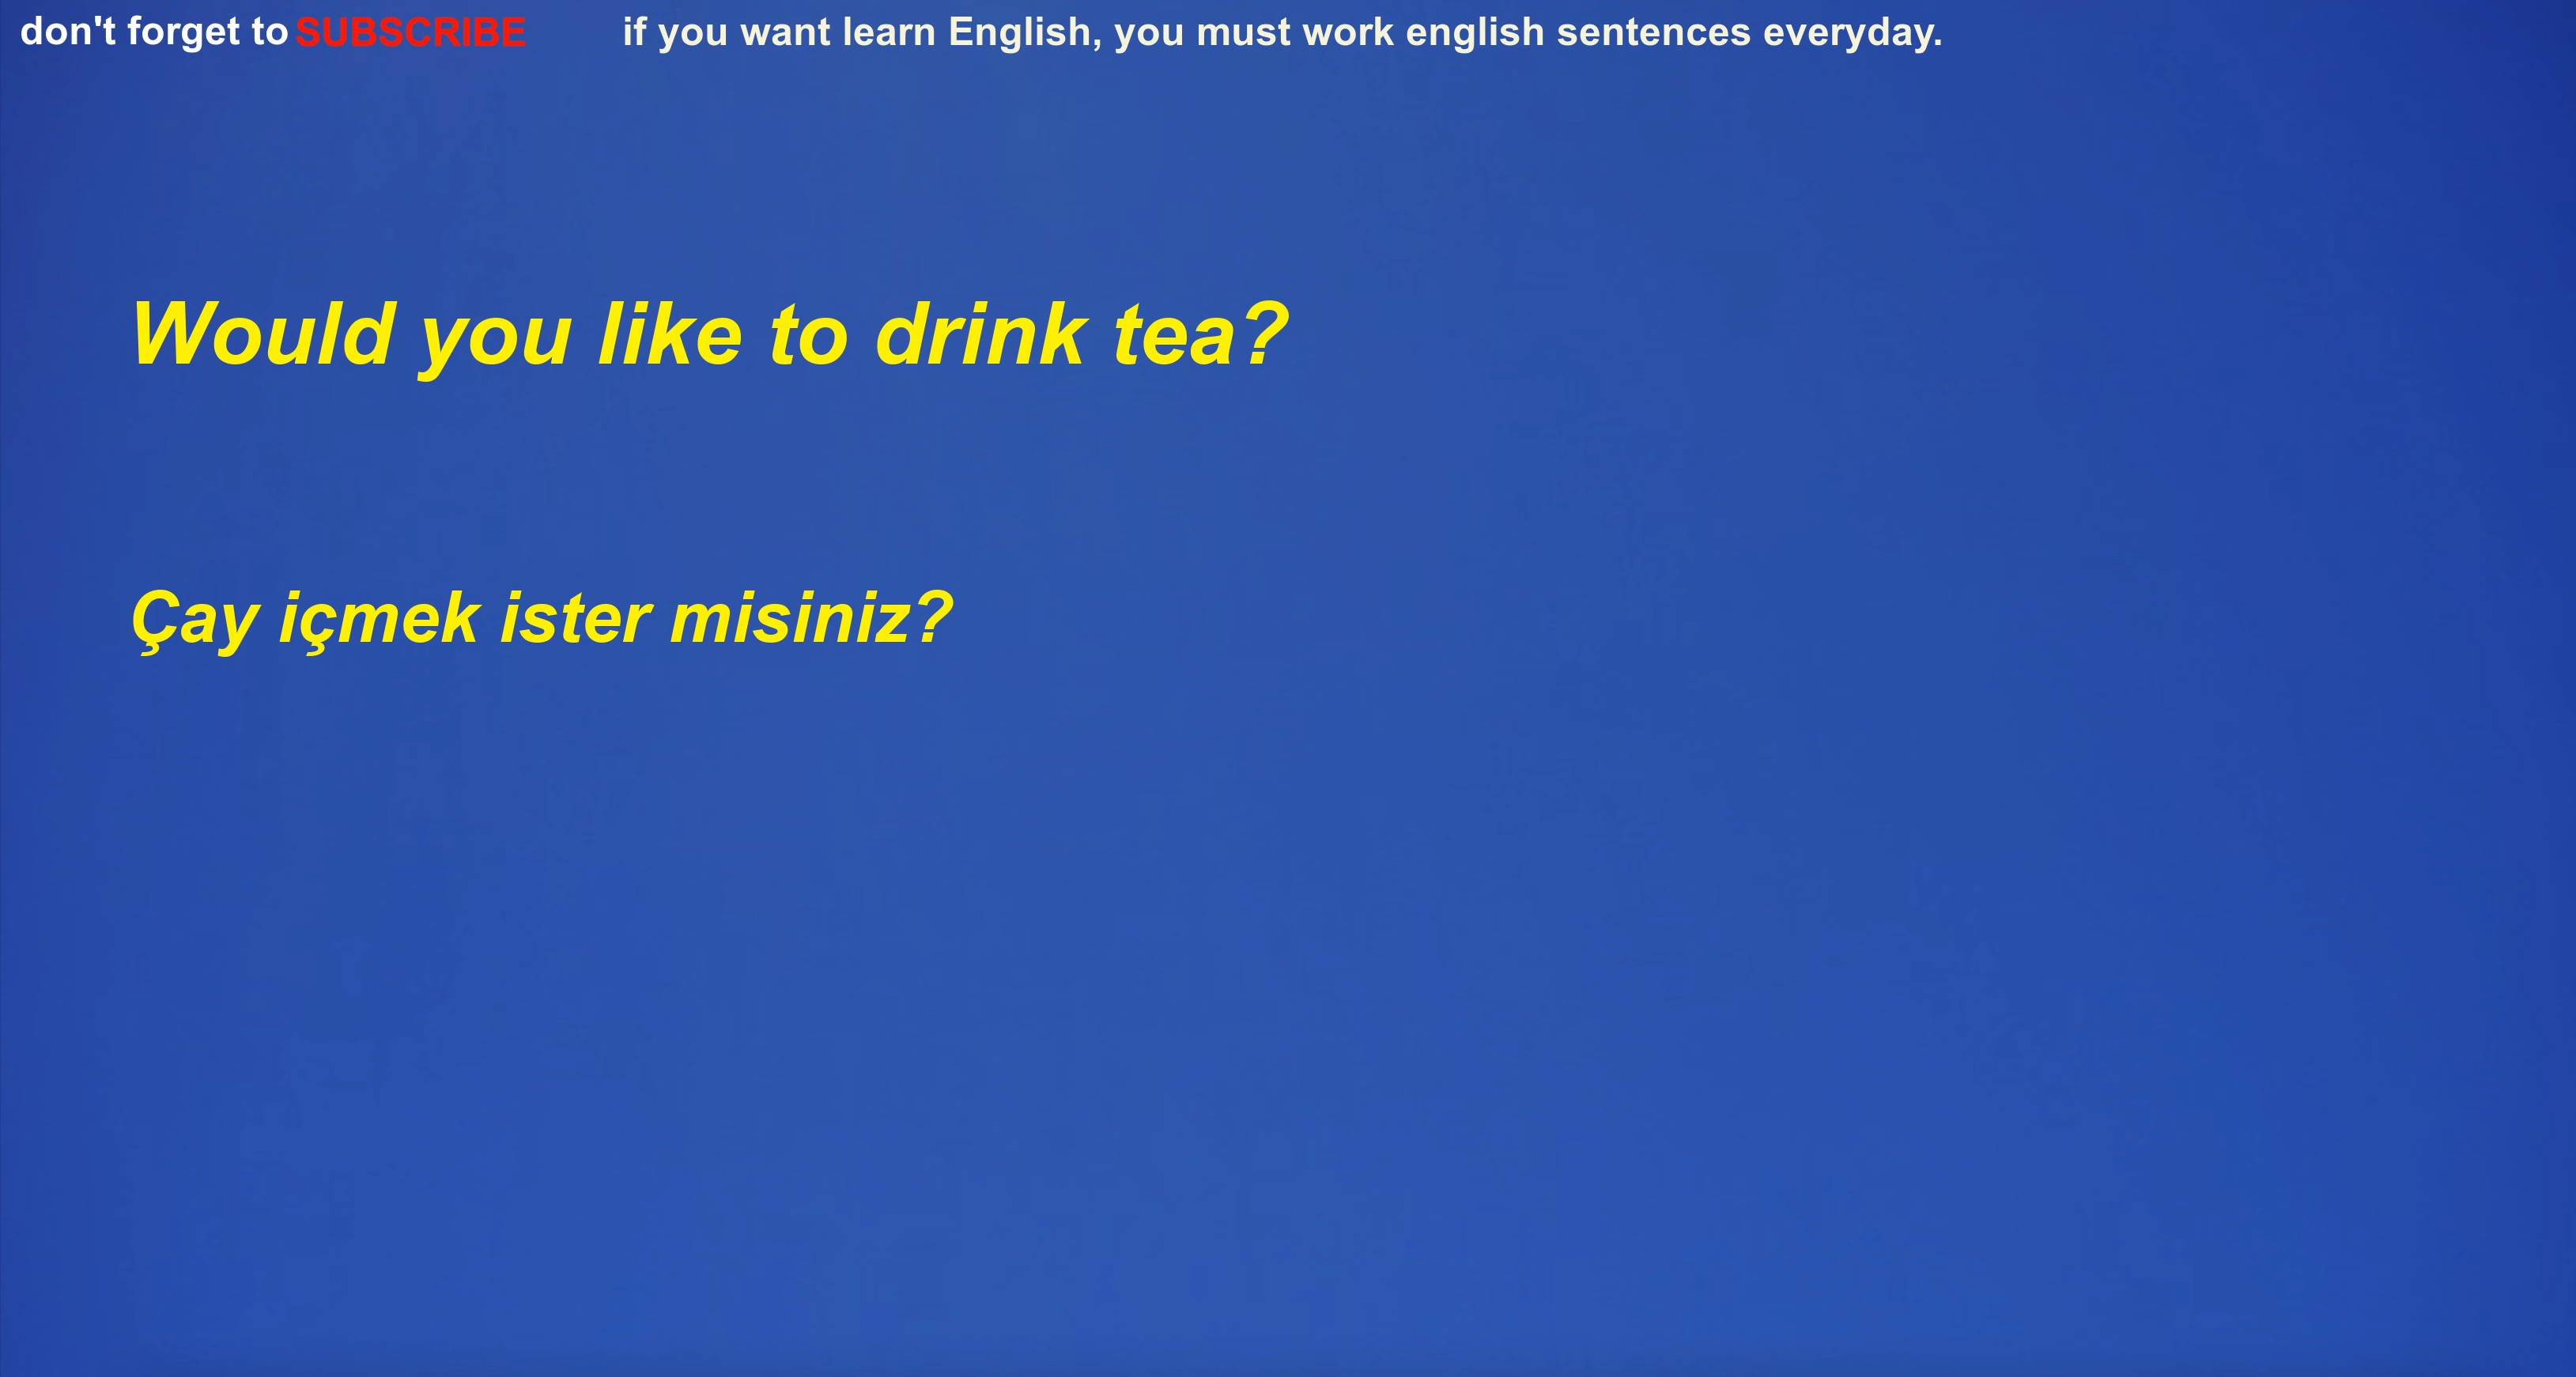 don't forget to SUBSCRIBE if you want learn English, you must work english sentences everyday.
Would you like to drink tea?
Çay içmek ister misiniz?